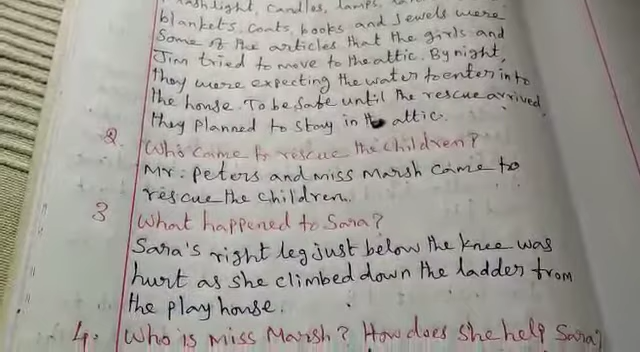 flashlight, candles, lamps,
blankets, coats, books and Jewels were
Some of the articles that the girls and
Jim tried to move to the attic. By night,
They were expecting the water to enter into
the house. To be safe until the rescue arrived
they planned to stay in the attic.
2. Who came to rescue the children?
Mr. Peters and miss Marsh came to
rescue the children.
3 What happened to Sara?
Sara's right leg just below the knee was
hurt as she climbed down the ladder from
the play house.
4. Who is miss Marsh? How does she help Sara?